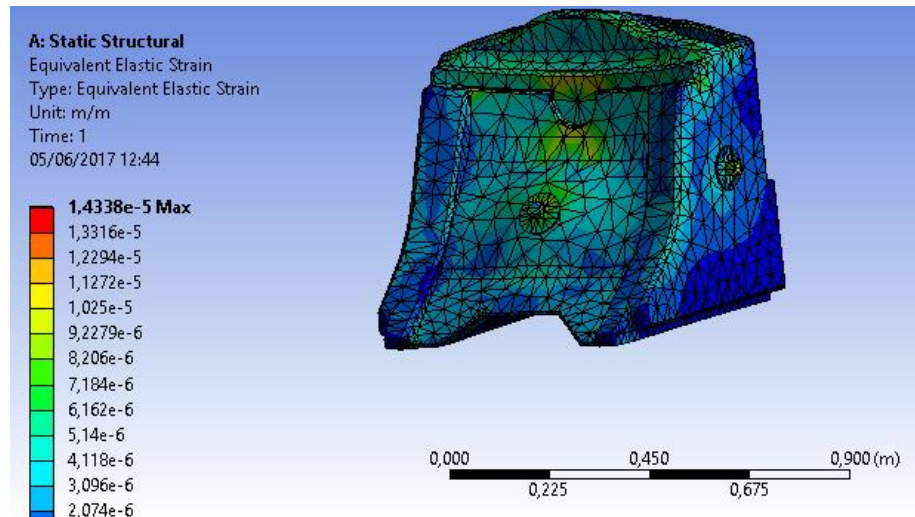 A: Static Structural
Equivalent Elastic Strain
Type: Equivalent Elastic Strain
Unit: m/m
Time: 1
05/06/2017 12:44
1,4338e-5 Max
1,3316e-5
1,2294e-5
1,1272e-5
1,025e-5
9,2279e-6
8,206e-6
7,184e-6
6,162e-6
5,14e-6
4,118e-6
3,096e-6
2,074e-6
0,000 0,450 0,900 (m)
0,225 0,675